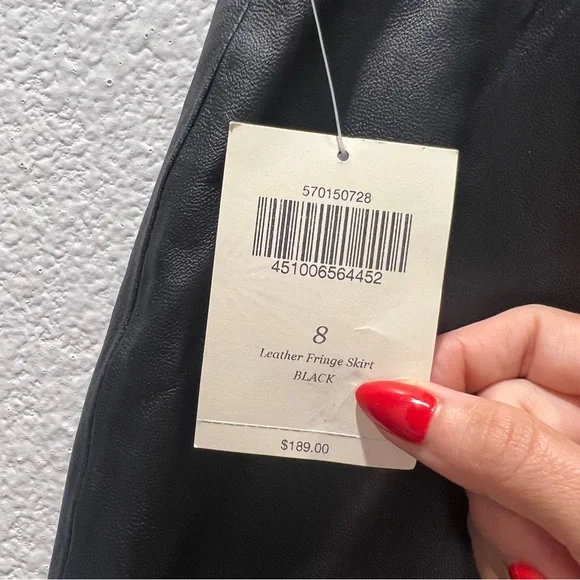 570150728
451006564452
8
Leather Fringe Skirt
BLACK
$189.00